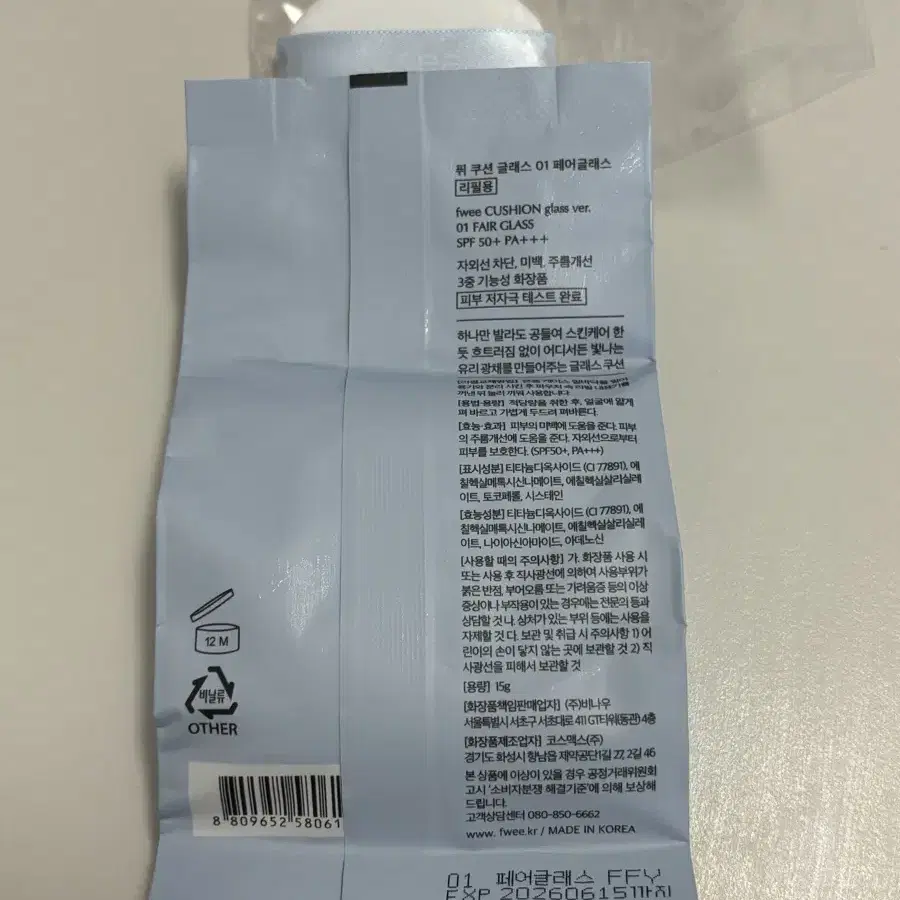 퓌 쿠션 글래스 01 페어글래스
리필용
fwee CUSHION glass ver.
01 FAIR GLASS
SPF 50+ PA+++
자외선 차단, 미백, 주름개선
3중 기능성 화장품
피부 저자극 테스트 완료
하나만 발라도 공들여 스킨케어 한
듯 흐트러짐 없이 어디서든 빛나는
유리 광채를 만들어주는 글래스 쿠션
[용법·용량] 적당량을 취한 후, 얼굴에 얇게
펴 바르고 가볍게 두드려 펴바른다.
[효능·효과] 피부의 미백에 도움을 준다. 피부
의 주름개선에 도움을 준다. 자외선으로부터
피부를 보호한다. (SPF50+, PA+++)
[표시성분] 티타늄디옥사이드 (CI 77891), 에
칠헥실메톡시신나메이트, 에칠헥실살리실레
이트, 토코페롤, 시스테인
[효능성분] 티타늄디옥사이드 (CI 77891), 에
칠헥실메톡시신나메이트, 에칠헥실살리실레
이트, 나이아신아마이드, 아데노신
[사용할 때의 주의사항] 가. 화장품 사용 시
또는 사용 후 직사광선에 의하여 사용부위가
붉은 반점, 부어오름 또는 가려움증 등의 이상
증상이나 부작용이 있는 경우에는 전문의 등과
상담할 것 나. 상처가 있는 부위 등에는 사용을
자제할 것 다. 보관 및 취급 시 주의사항 1) 어
린이의 손이 닿지 않는 곳에 보관할 것 2) 직
사광선을 피해서 보관할 것
[용량] 15g
[화장품책임판매업자] (주)비나우
서울특별시 서초구 서초대로 411 GT타워(동관) 4층
[화장품제조업자] 코스맥스(주)
경기도 화성시 향남읍 제약공단1길 27, 2길 46
본 상품에 이상이 있을 경우 공정거래위원회
고시 '소비자분쟁 해결기준'에 의해 보상해
드립니다.
고객상담센터 080-850-6662
www. fwee.kr / MADE IN KOREA
12 M
비닐류
OTHER
8 809652 58061
01 페어글래스 FFY
EXP 20260615까지